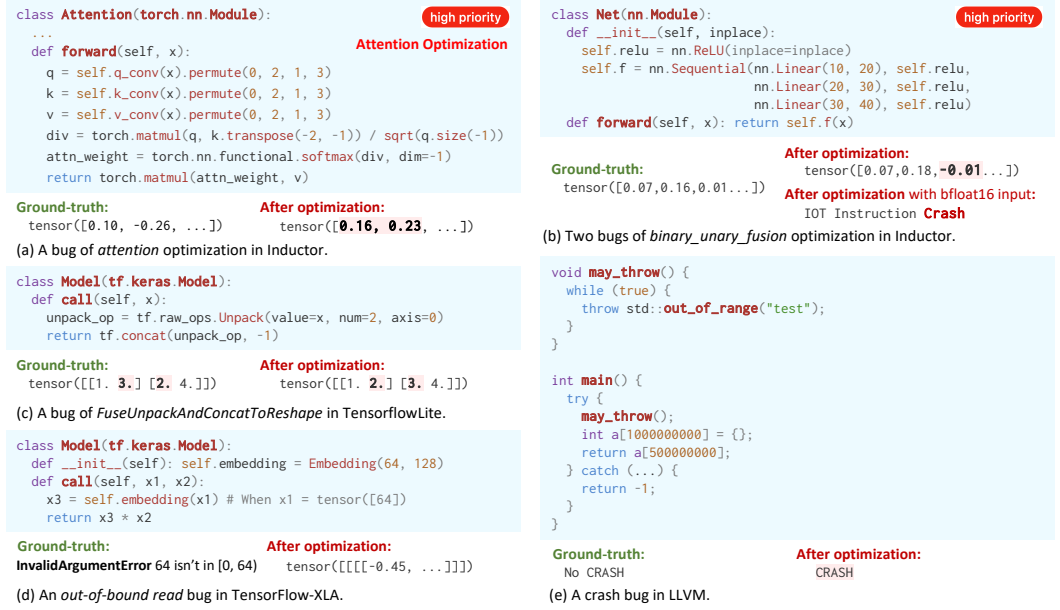 class Attention(torch.nn.Module):
high priority
...
Attention Optimization
def forward(self, x):
q = self.q_conv(x).permute(0, 2, 1, 3)
k = self.k_conv(x).permute(0, 2, 1, 3)
v = self.v_conv(x).permute(0, 2, 1, 3)
div = torch.matmul(q, k.transpose(-2, -1)) / sqrt(q.size(-1))
attn_weight = torch.nn.functional.softmax(div, dim=-1)
return torch.matmul(attn_weight, v)
Ground-truth: After optimization:
tensor([0.10, -0.26, ...]) tensor([0.16, 0.23, ...])
(a) A bug of attention optimization in Inductor.
class Model(tf.keras.Model):
def call(self, x):
unpack_op = tf.raw_ops.Unpack(value=x, num=2, axis=0)
return tf.concat(unpack_op, -1)
Ground-truth: After optimization:
tensor([[1. 3.] [2. 4.]]) tensor([[1. 2.] [3. 4.]])
(c) A bug of FuseUnpackAndConcatToReshape in TensorflowLite.
class Model(tf.keras.Model):
def __init__(self): self.embedding = Embedding(64, 128)
def call(self, x1, x2):
x3 = self.embedding(x1) # When x1 = tensor([64])
return x3 * x2
Ground-truth: After optimization:
InvalidArgumentError 64 isn't in [0, 64) tensor([[[[-0.45, ...]]])
(d) An out-of-bound read bug in TensorFlow-XLA.
class Net(nn.Module):
high priority
def __init__(self, inplace):
self.relu = nn.ReLU(inplace=inplace)
self.f = nn.Sequential(nn.Linear(10, 20), self.relu,
nn.Linear(20, 30), self.relu,
nn.Linear(30, 40), self.relu)
def forward(self, x): return self.f(x)
Ground-truth:
tensor([0.07,0.16,0.01...])
After optimization:
tensor([0.07,0.18,-0.01...])
After optimization with bfloat16 input:
IOT Instruction Crash
(b) Two bugs of binary_unary_fusion optimization in Inductor.
void may_throw() {
while (true) {
throw std::out_of_range("test");
}
}
int main() {
try {
may_throw();
int a[1000000000] = {};
return a[500000000];
} catch (...) {
return -1;
}
}
Ground-truth: After optimization:
No CRASH CRASH
(e) A crash bug in LLVM.